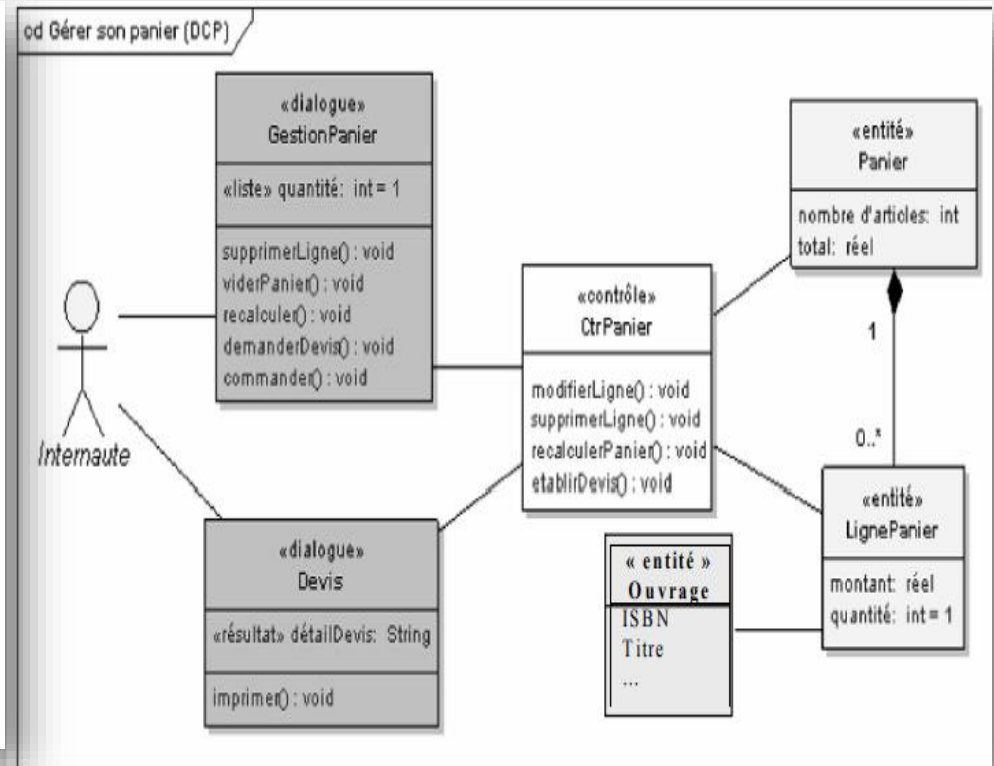 od Gérer son panier (DCP)
«dialogue»
GestionPanier
«liste» quantité: int = 1
supprimerLigne() : void
viderPanier() : void
recalculer() : void
demanderDevis() : void
commander() : void
Internaute
«dialogue»
Devis
«résultat» détailDevis: String
imprimer() : void
«contrôle»
CtrPanier
modifierLigne() : void
supprimerLigne() : void
recalculerPanier() : void
etablirDevis() : void
«entité»
Panier
nombre d'articles: int
total: réel
1
0..*
«entité»
LignePanier
montant: réel
quantité: int = 1
« entité »
Ouvrage
ISBN
Titre
...